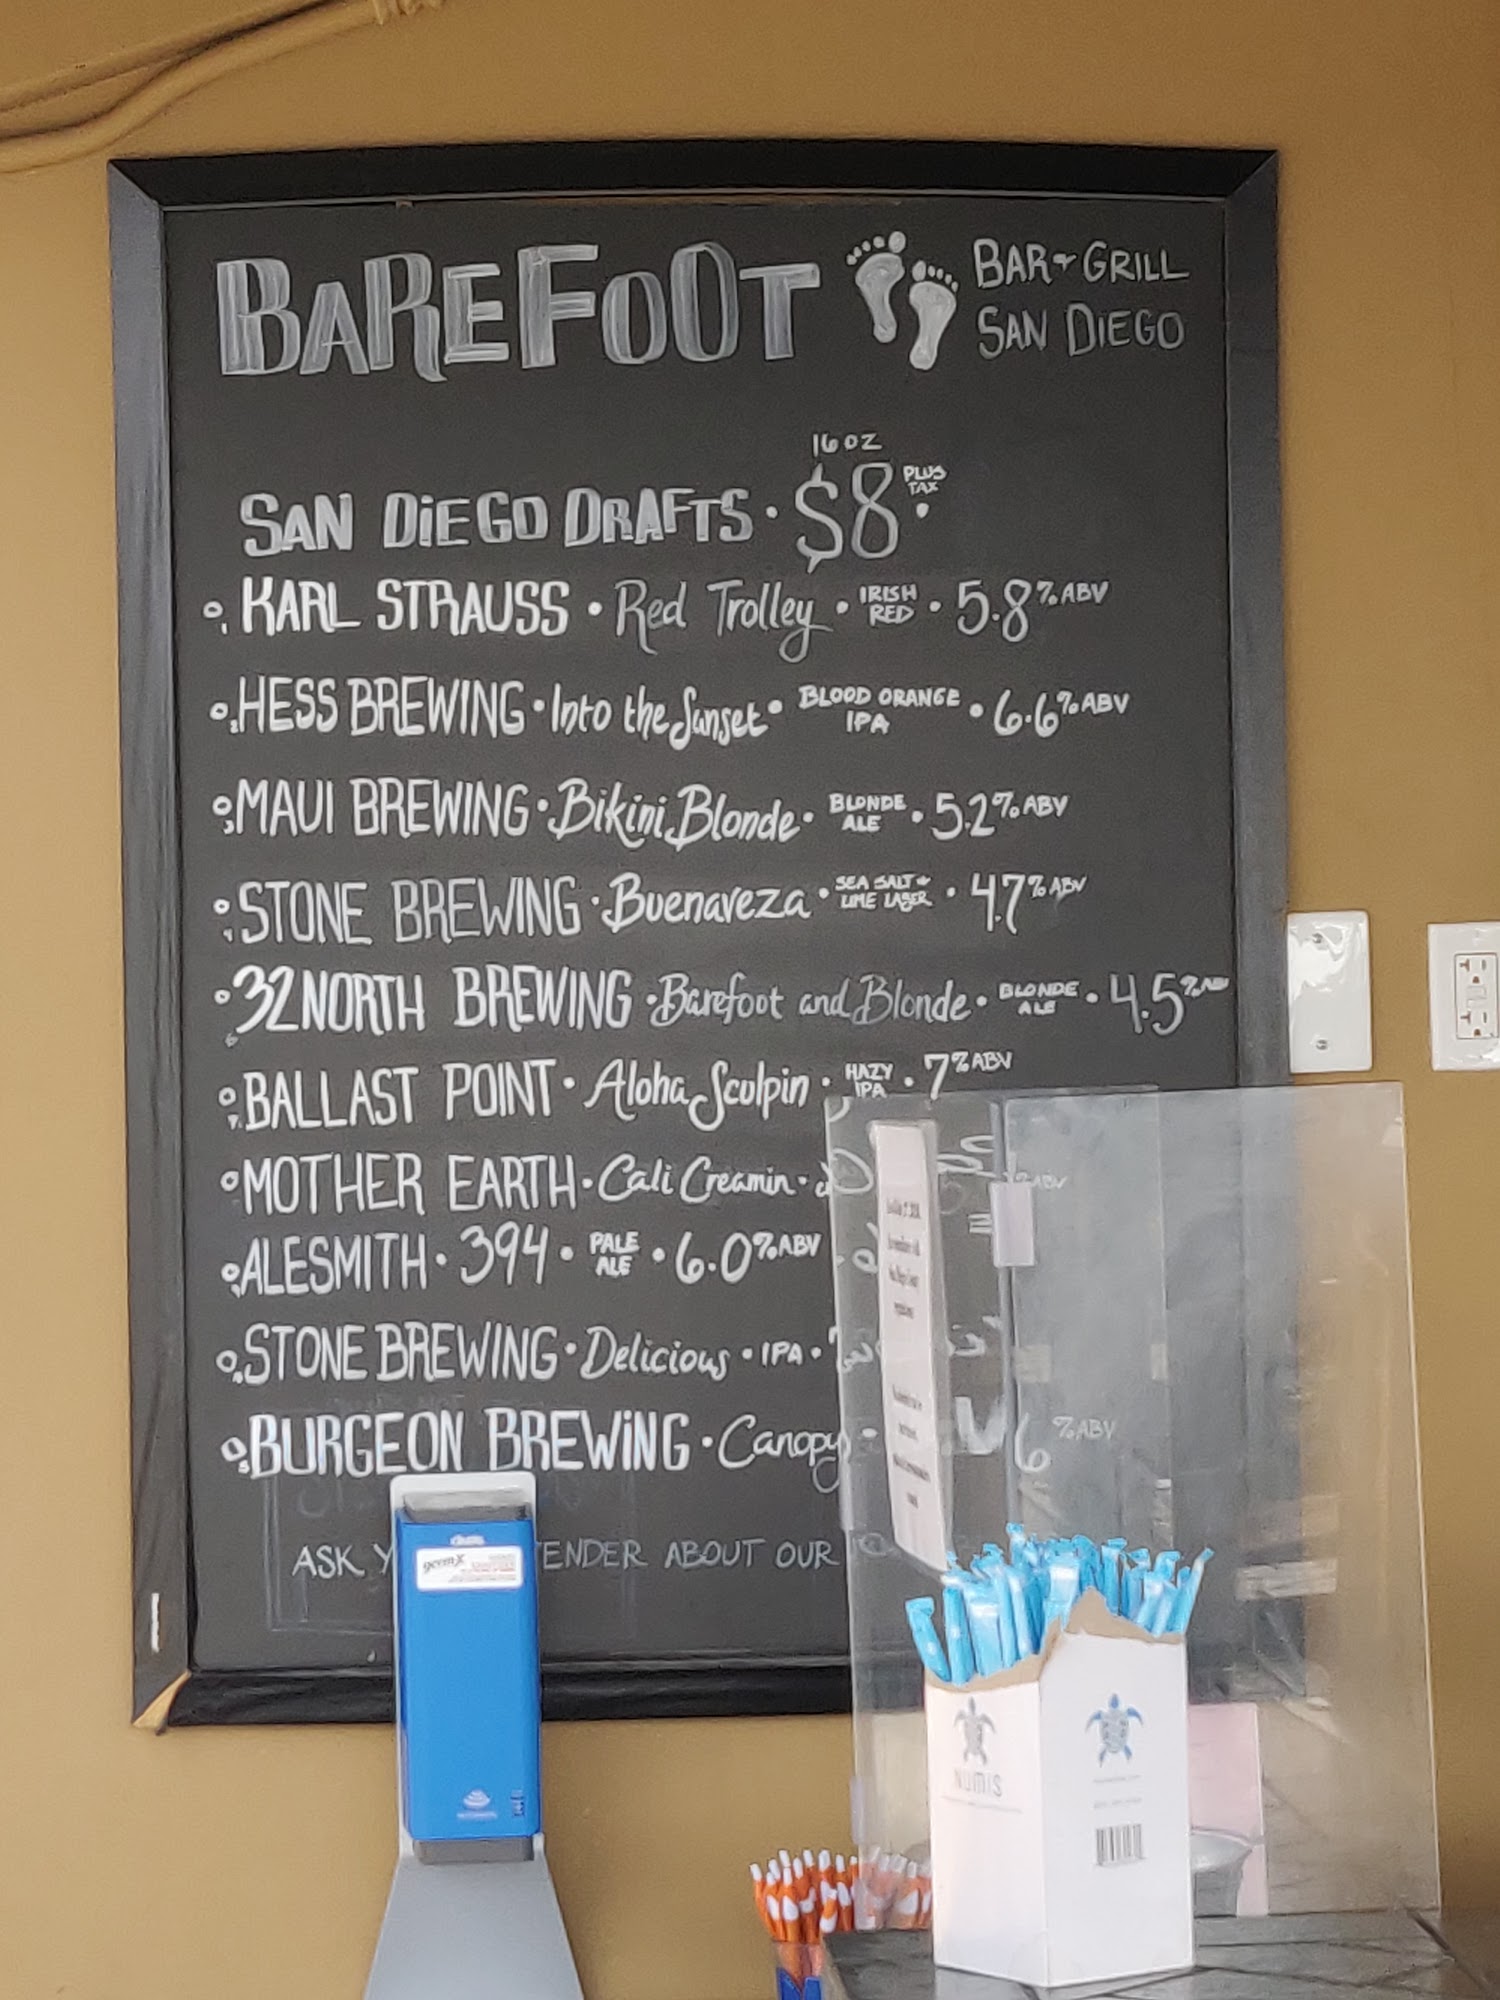 BAREFOOT BAR & GRILL
SAN DIEGO
16 OZ
SAN DIEGO DRAFTS • $8 PLUS TAX •
KARL STRAUSS • Red Trolley • IRISH RED • 5.8% ABV
HESS BREWING • Into the Sunset • BLOOD ORANGE IPA • 6.6% ABV
MAUI BREWING • Bikini Blonde • BLONDE ALE • 5.2% ABV
STONE BREWING • Buenaveza • SEA SALT & LIME LAGER • 4.7% ABV
32 NORTH BREWING • Barefoot and Blonde • BLONDE ALE • 4.5% AB
BALLAST POINT • Aloha Sculpin • HAZY IPA • 7% ABV
MOTHER EARTH • Cali Creamin • % ABV
ALESMITH • 394 • PALE ALE • 6.0% ABV
STONE BREWING • Delicious • IPA •
BURGEON BREWING • Canopy • 6% ABV
ASK Y TENDER ABOUT OUR
germ-x
NUMIS